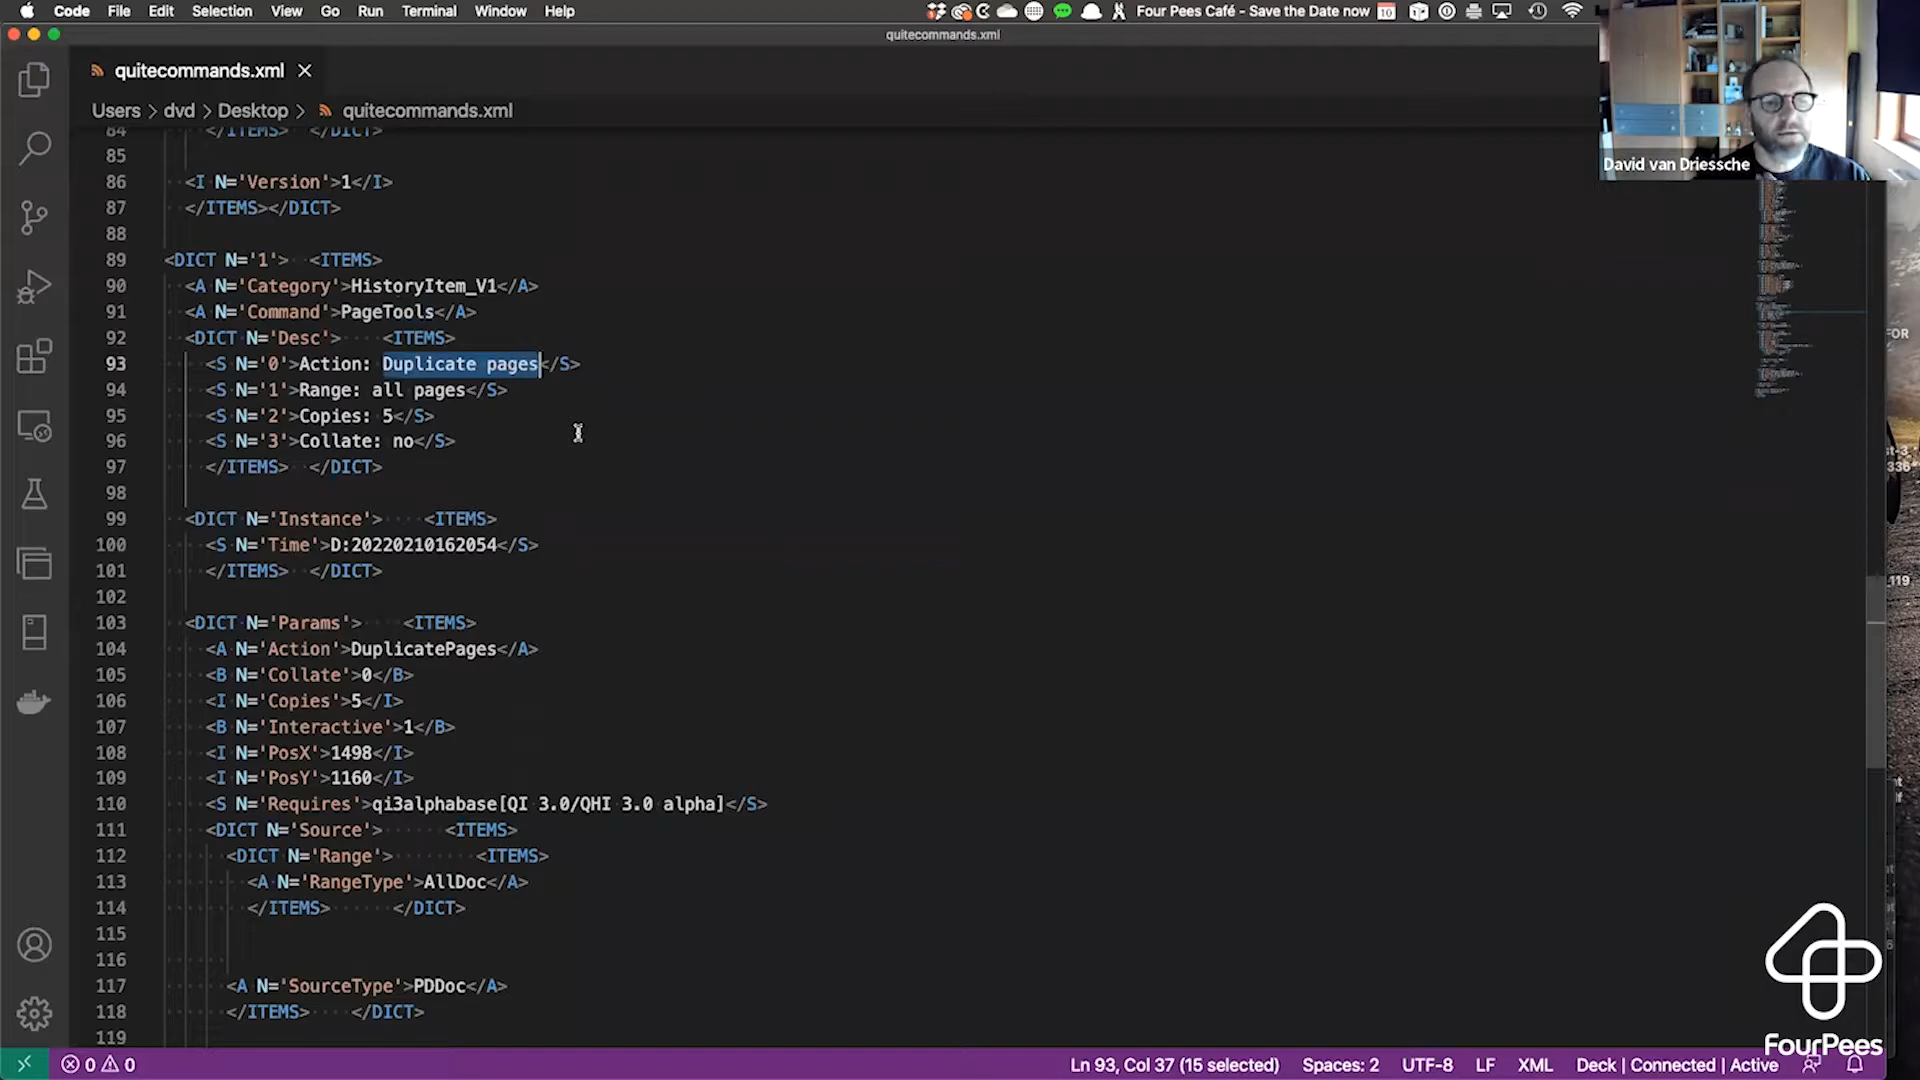 Code File Edit Selection View Go Run Terminal Window Help Four Pees Café - Save the Date now 10
quitecommands.xml
quitecommands.xml
Users > dvd > Desktop > quitecommands.xml
David van Driessche
84 </ITEMS> </DICT>
85
86 <I N='Version'>1</I>
87 </ITEMS></DICT>
88
89 <DICT N='1'> <ITEMS>
90 <A N='Category'>HistoryItem_V1</A>
91 <A N='Command'>PageTools</A>
92 <DICT N='Desc'> <ITEMS>
93 <S N='0'>Action: Duplicate pages</S>
94 <S N='1'>Range: all pages</S>
95 <S N='2'>Copies: 5</S>
96 <S N='3'>Collate: no</S>
97 </ITEMS> </DICT>
98
99 <DICT N='Instance'> <ITEMS>
100 <S N='Time'>D:20220210162054</S>
101 </ITEMS> </DICT>
102
103 <DICT N='Params'> <ITEMS>
104 <A N='Action'>DuplicatePages</A>
105 <B N='Collate'>0</B>
106 <I N='Copies'>5</I>
107 <B N='Interactive'>1</B>
108 <I N='PosX'>1498</I>
109 <I N='PosY'>1160</I>
110 <S N='Requires'>qi3alphabase[QI 3.0/QHI 3.0 alpha]</S>
111 <DICT N='Source'> <ITEMS>
112 <DICT N='Range'> <ITEMS>
113 <A N='RangeType'>AllDoc</A>
114 </ITEMS> </DICT>
115
116
117 <A N='SourceType'>PDDoc</A>
118 </ITEMS> </DICT>
119
FourPees
0 0 Ln 93, Col 37 (15 selected) Spaces: 2 UTF-8 LF XML Deck | Connected | Active